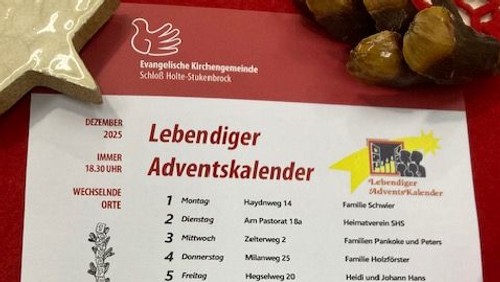 Evangelische Kirchengemeinde
Schloß Holte-Stukenbrock
DEZEMBER
2025
IMMER
18.30 UHR
WECHSELNDE
ORTE
Lebendiger
Adventskalender
Lebendiger
AdventsKalender
1 Montag Haydnweg 14 Familie Schwier
2 Dienstag Am Pastorat 18a Heimatverein SHS
3 Mittwoch Zelterweg 2 Familien Pankoke und Peters
4 Donnerstag Milanweg 25 Familie Holzförster
5 Freitag Hegselweg 20 Heidi und Johann Hans